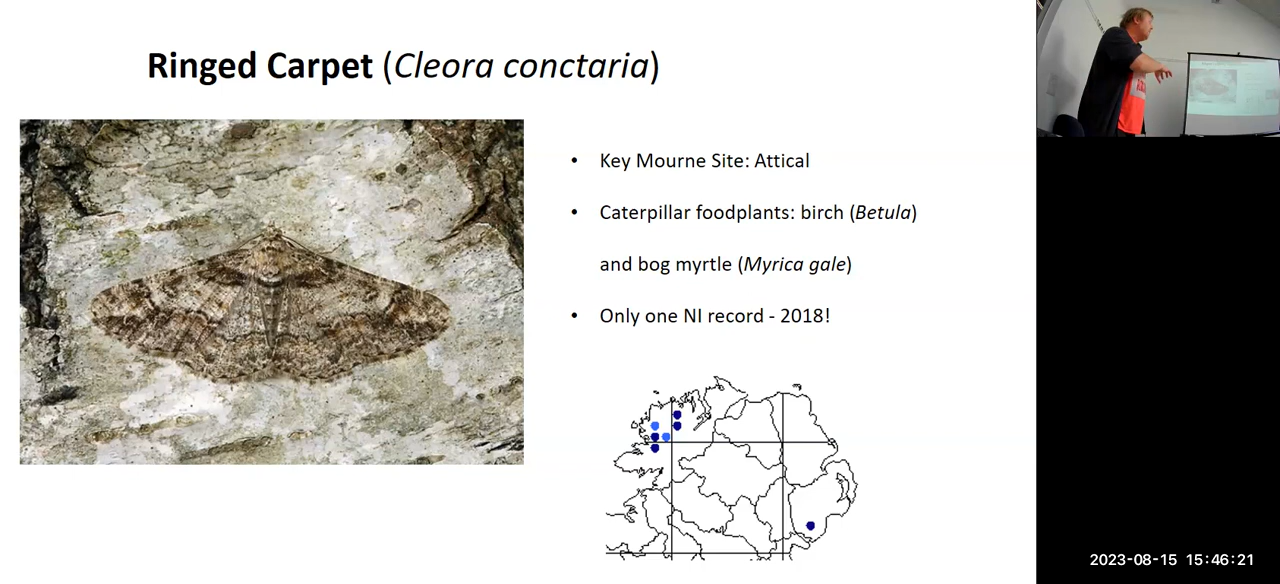 Ringed Carpet (Cleora conctaria)
• Key Mourne Site: Attical
• Caterpillar foodplants: birch (Betula)
and bog myrtle (Myrica gale)
• Only one NI record - 2018!
2023-08-15 15:46:21